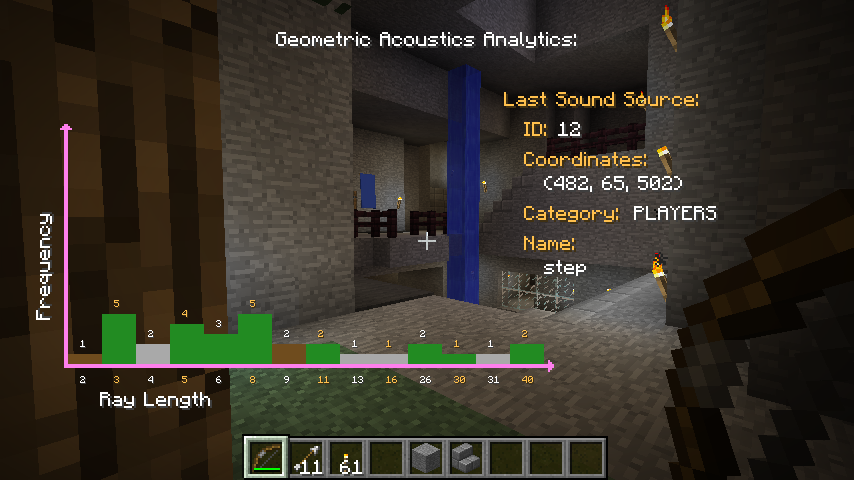 Geometric Acoustics Analytics:
Last Sound Source:
ID: 12
Coordinates:
(482, 65, 502)
Category: PLAYERS
Name:
step
Frequency
1 5 2 4 3 5 2 2 1 1 2 1 1 2
2 3 4 5 6 8 9 11 13 16 26 30 31 40
Ray Length
+11 61